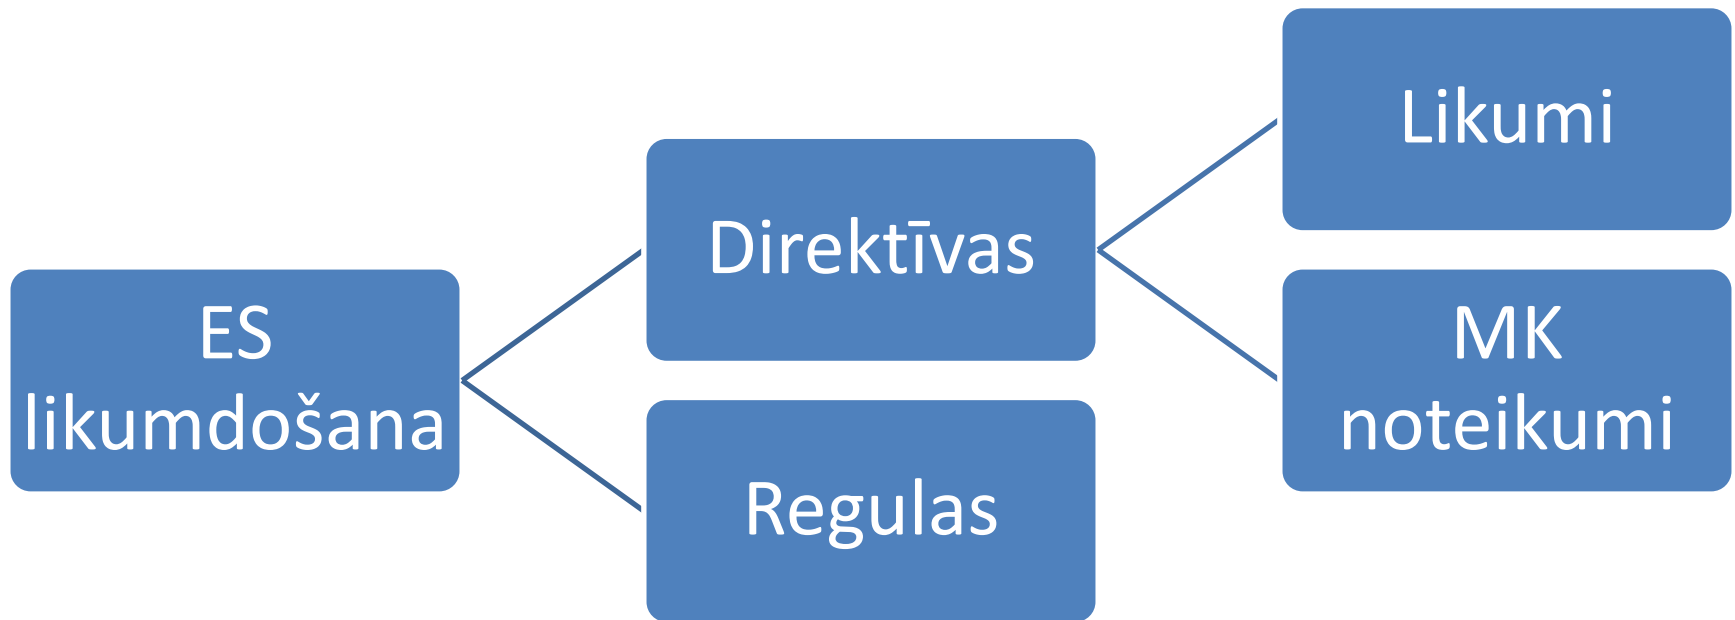 ES
likumdošana
Direktīvas
Regulas
Likumi
MK
noteikumi